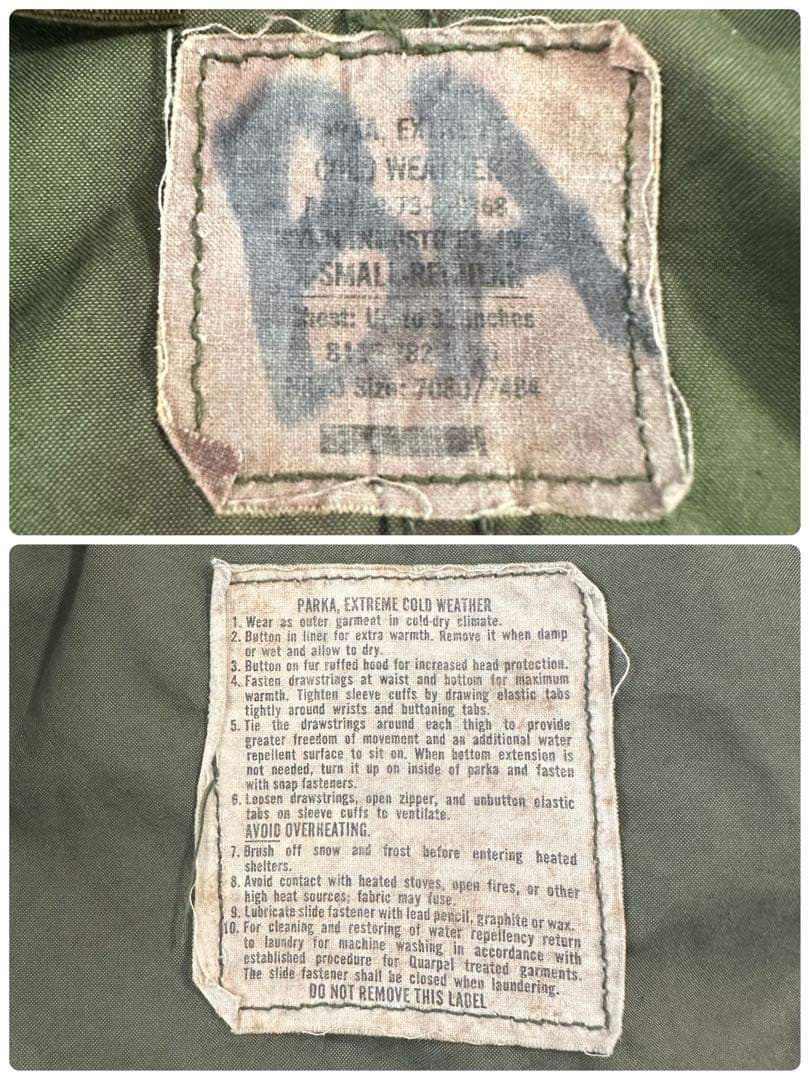 COLD WEATHER
SMALL-REGULAR
Chest: Up to inches
Size: 7080/7484
PARKA, EXTREME COLD WEATHER
1. Wear as outer garment in cold-dry climate.
2. Button in liner for extra warmth. Remove it when damp
or wet and allow to dry.
3. Button on fur ruffed hood for increased head protection.
4. Fasten drawstrings at waist and bottom for maximum
warmth. Tighten sleeve cuffs by drawing elastic tabs
tightly around wrists and buttoning tabs.
5. Tie the drawstrings around each thigh to provide
greater freedom of movement and an additional water
repellent surface to sit on. When bottom extension is
not needed, turn it up on inside of parka and fasten
with snap fasteners.
6. Loosen drawstrings, open zipper, and unbutton elastic
tabs on sleeve cuffs to ventilate.
AVOID OVERHEATING.
7. Brush off snow and frost before entering heated
shelters.
8. Avoid contact with heated stoves, open fires, or other
high heat sources; fabric may fuse.
9. Lubricate slide fastener with lead pencil, graphite or wax.
10. For cleaning and restoring of water repellency return
to laundry for machine washing in accordance with
established procedure for Quarpel treated garments.
The slide fastener shall be closed when laundering.
DO NOT REMOVE THIS LABEL